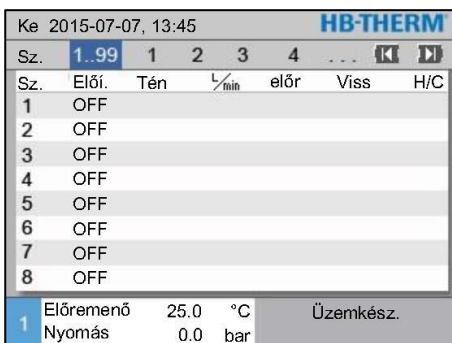 Ke 2015-07-07, 13:45 HB-THERM
Sz. 1..99 1 2 3 4 ...
Sz. Előí. Tén L/min előr Viss H/C
1 OFF
2 OFF
3 OFF
4 OFF
5 OFF
6 OFF
7 OFF
8 OFF
1 Előremenő 25.0 °C Üzemkész.
Nyomás 0.0 bar